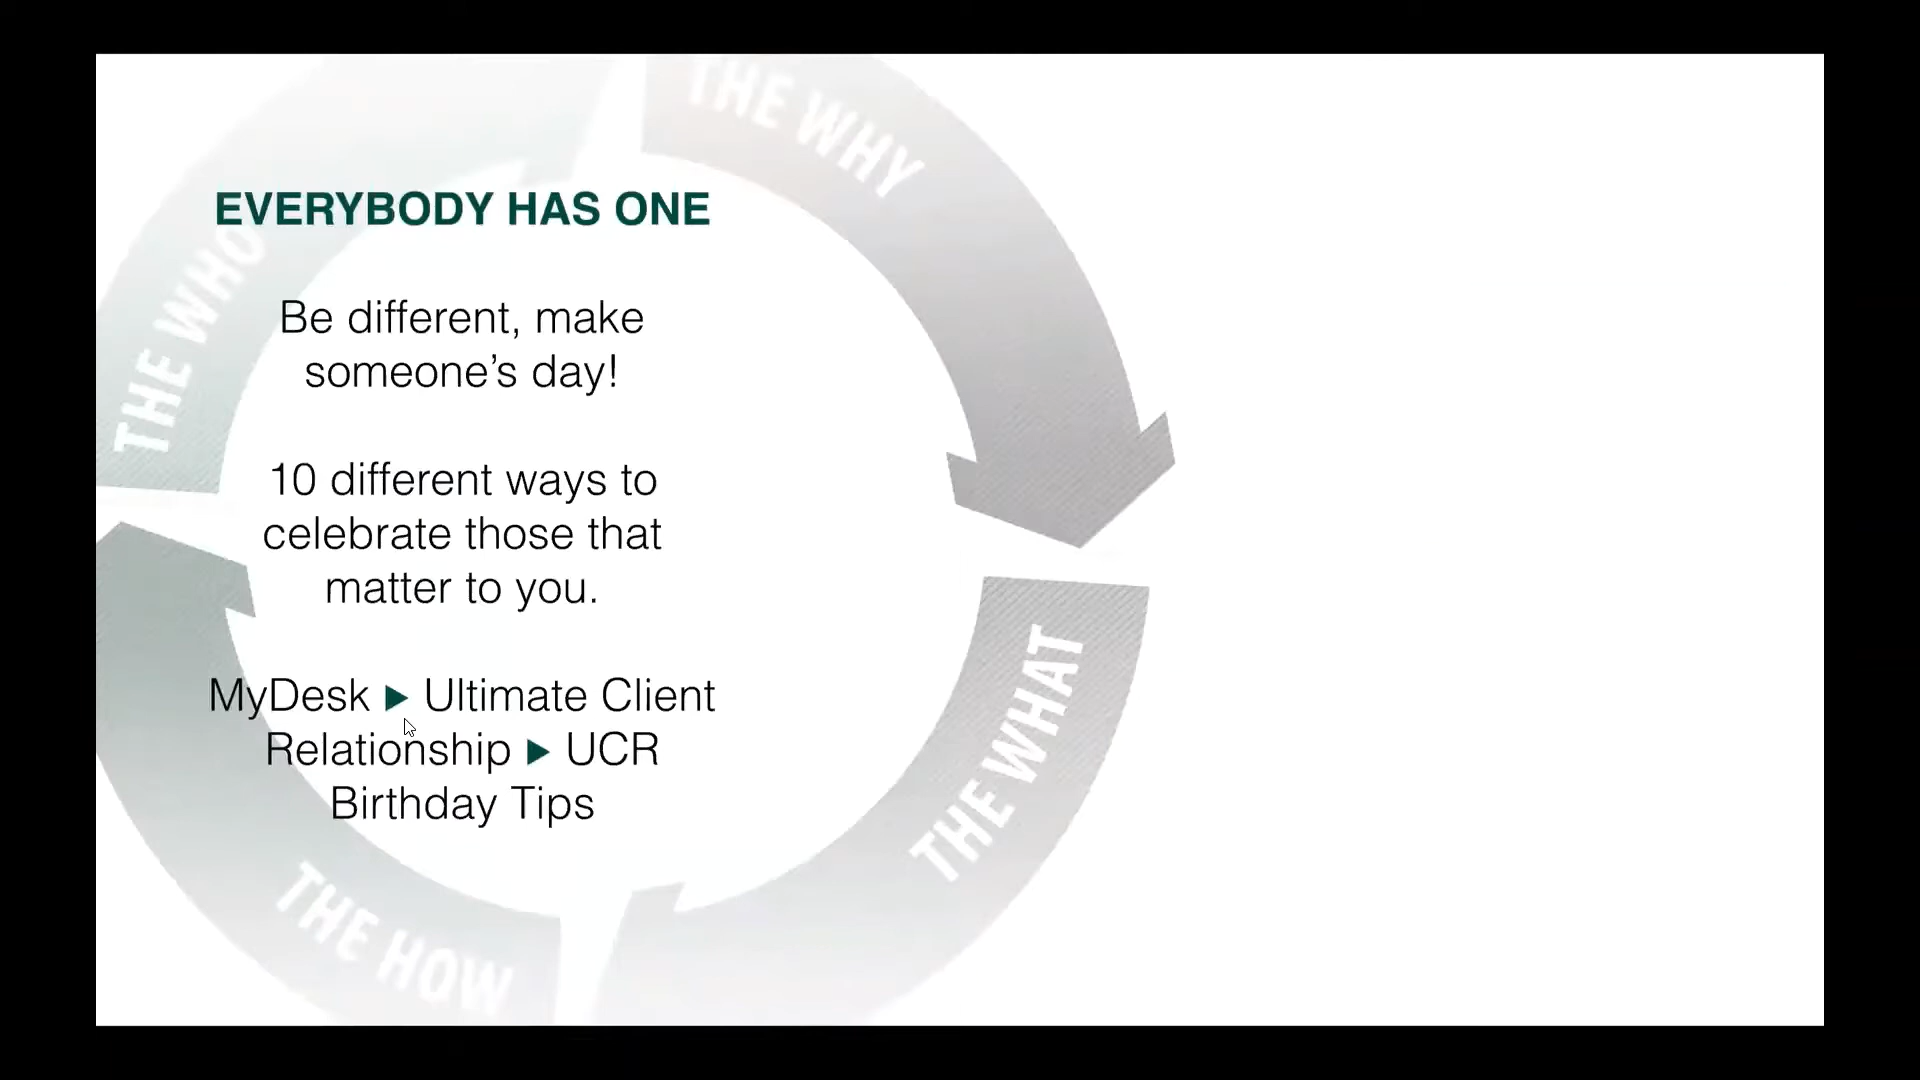 THE WHY
EVERYBODY HAS ONE
THE WHO
Be different, make
someone’s day!
10 different ways to
celebrate those that
matter to you.
MyDesk ▶ Ultimate Client
Relationship ▶ UCR
Birthday Tips
THE WHAT
THE HOW